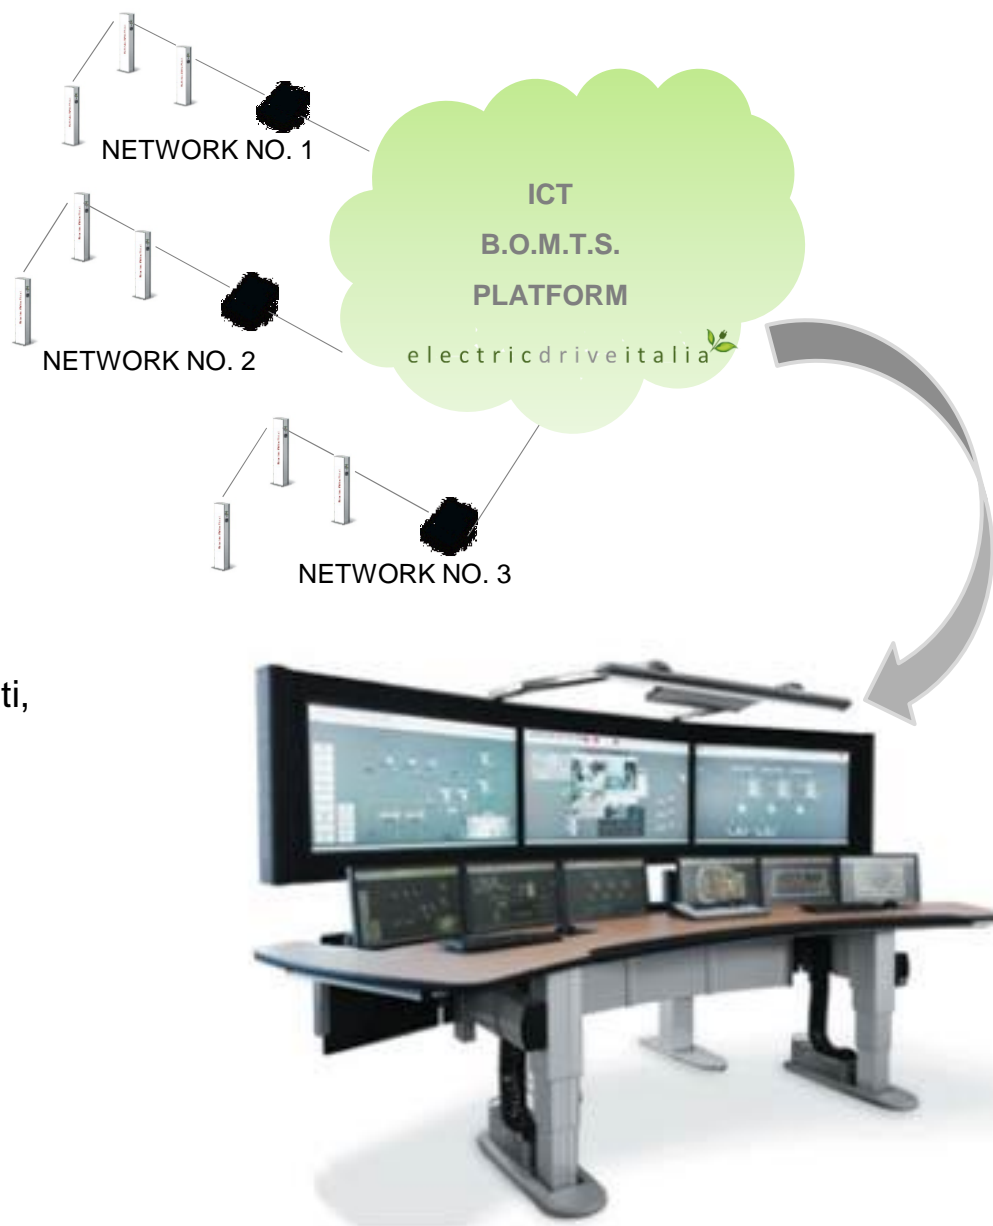 NETWORK NO. 1
ICT
B.O.M.T.S.
PLATFORM
electricdriveitalia
NETWORK NO. 2
NETWORK NO. 3
ti,